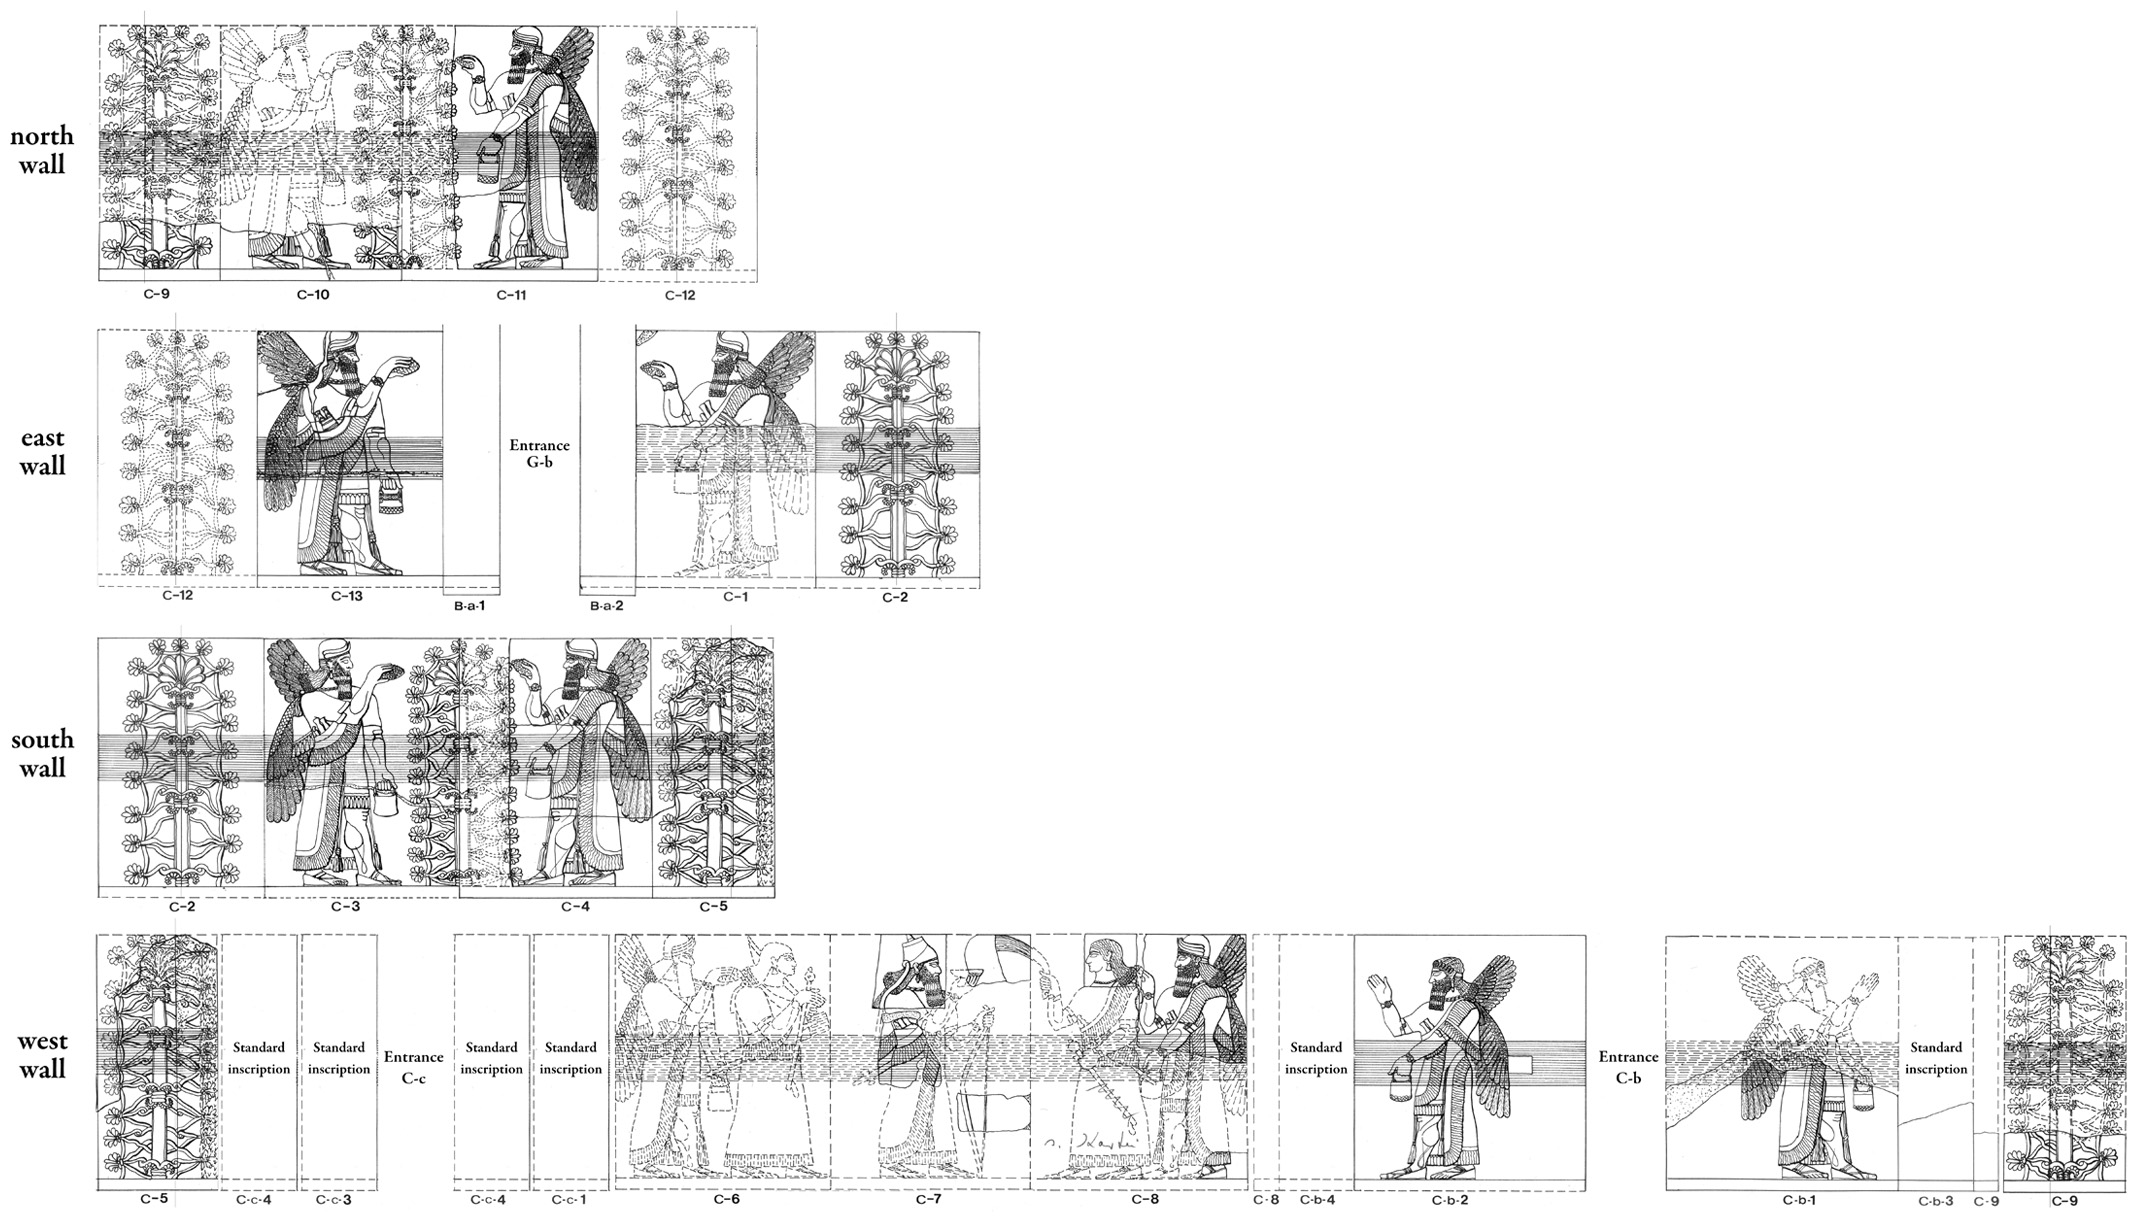 north
wall
C-9 C-10 C-11 C-12
east
wall
Entrance
G-b
C-12 C-13 B-a-1 B-a-2 C-1 C-2
south
wall
C-2 C-3 C-4 C-5
west
wall
Standard
inscription
Standard
inscription
Entrance
C-c
Standard
inscription
Standard
inscription
Standard
inscription
Entrance
C-b
Standard
inscription
C-5 C-c-4 C-c-3 C-c-4 C-c-1 C-6 C-7 C-8 C-8 C-b-4 C-b-2 C-b-1 C-b-3 C-9 C-9